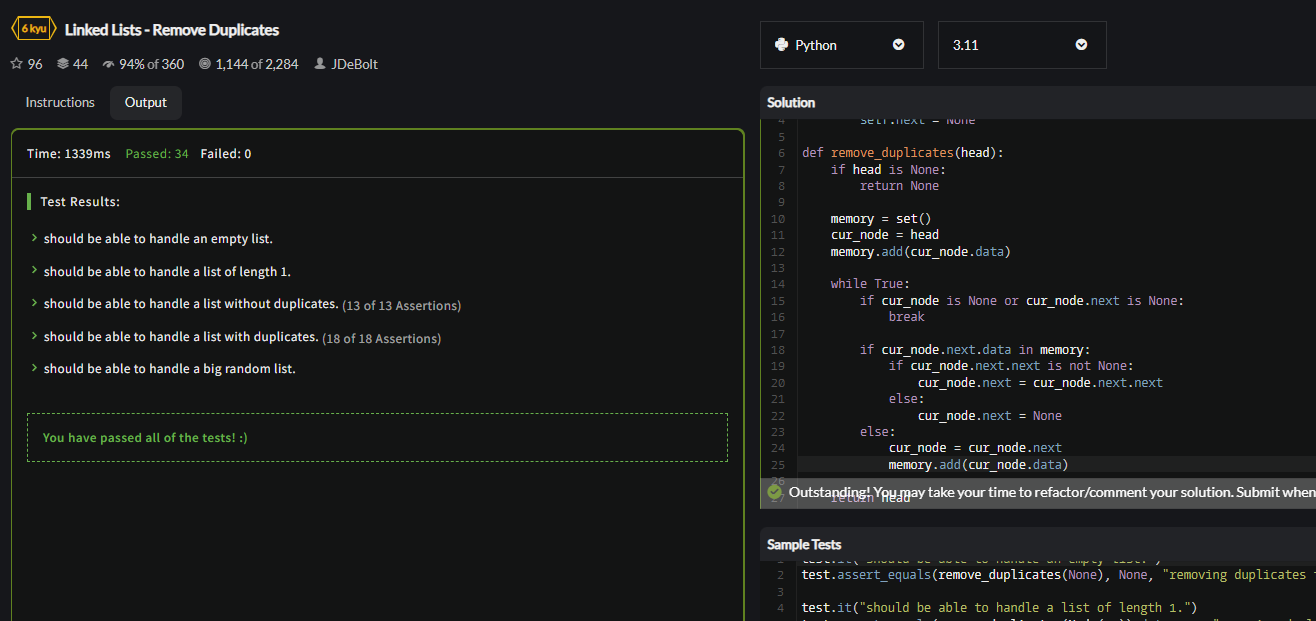 6 kyu Linked Lists - Remove Duplicates
96 44 94% of 360 1,144 of 2,284 JDeBolt
Instructions Output
Time: 1339ms Passed: 34 Failed: 0
Test Results:
should be able to handle an empty list.
should be able to handle a list of length 1.
should be able to handle a list without duplicates. (13 of 13 Assertions)
should be able to handle a list with duplicates. (18 of 18 Assertions)
should be able to handle a big random list.
You have passed all of the tests! :)
Python 3.11
Solution
4 self.next = None
5
6 def remove_duplicates(head):
7 if head is None:
8 return None
9
10 memory = set()
11 cur_node = head
12 memory.add(cur_node.data)
13
14 while True:
15 if cur_node is None or cur_node.next is None:
16 break
17
18 if cur_node.next.data in memory:
19 if cur_node.next.next is not None:
20 cur_node.next = cur_node.next.next
21 else:
22 cur_node.next = None
23 else:
24 cur_node = cur_node.next
25 memory.add(cur_node.data)
26
Outstanding! You may take your time to refactor/comment your solution. Submit when
27 return head
Sample Tests
1 test.it("should be able to handle an empty list.")
2 test.assert_equals(remove_duplicates(None), None, "removing duplicates
3
4 test.it("should be able to handle a list of length 1.")